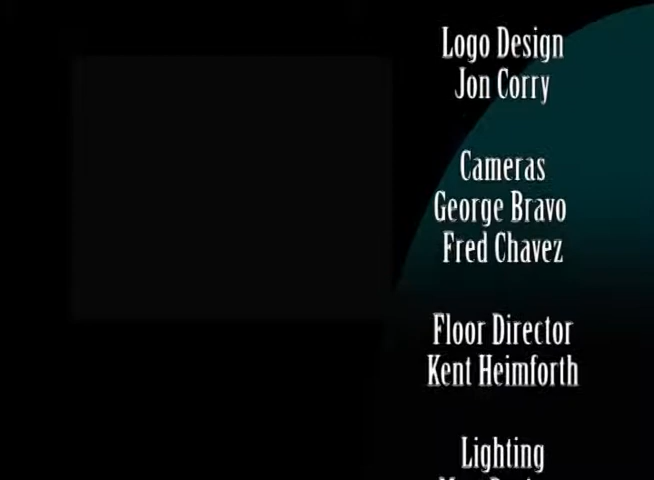 Logo Design
Jon Corry
Cameras
George Bravo
Fred Chavez
Floor Director
Kent Heimforth
Lighting